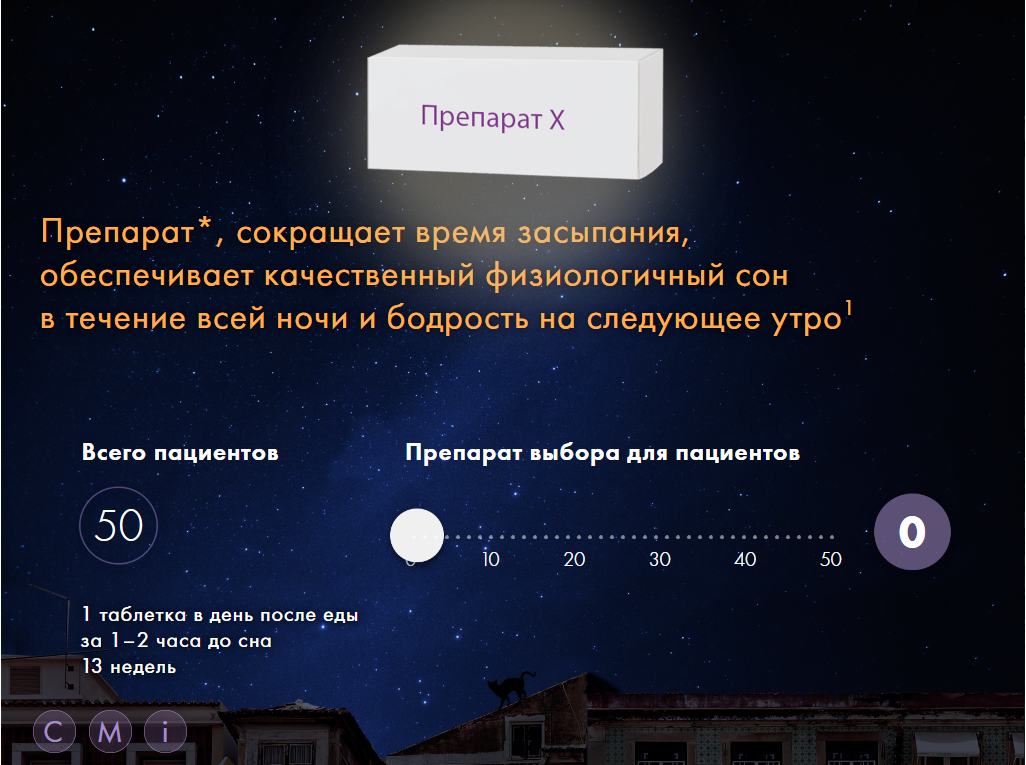 Препарат X
Препарат*, сокращает время засыпания,
обеспечивает качественный физиологичный сон
в течение всей ночи и бодрость на следующее утро1
Всего пациентов
Препарат выбора для пациентов
50
0
0 10 20 30 40 50
1 таблетка в день после еды
за 1–2 часа до сна
13 недель
C M i